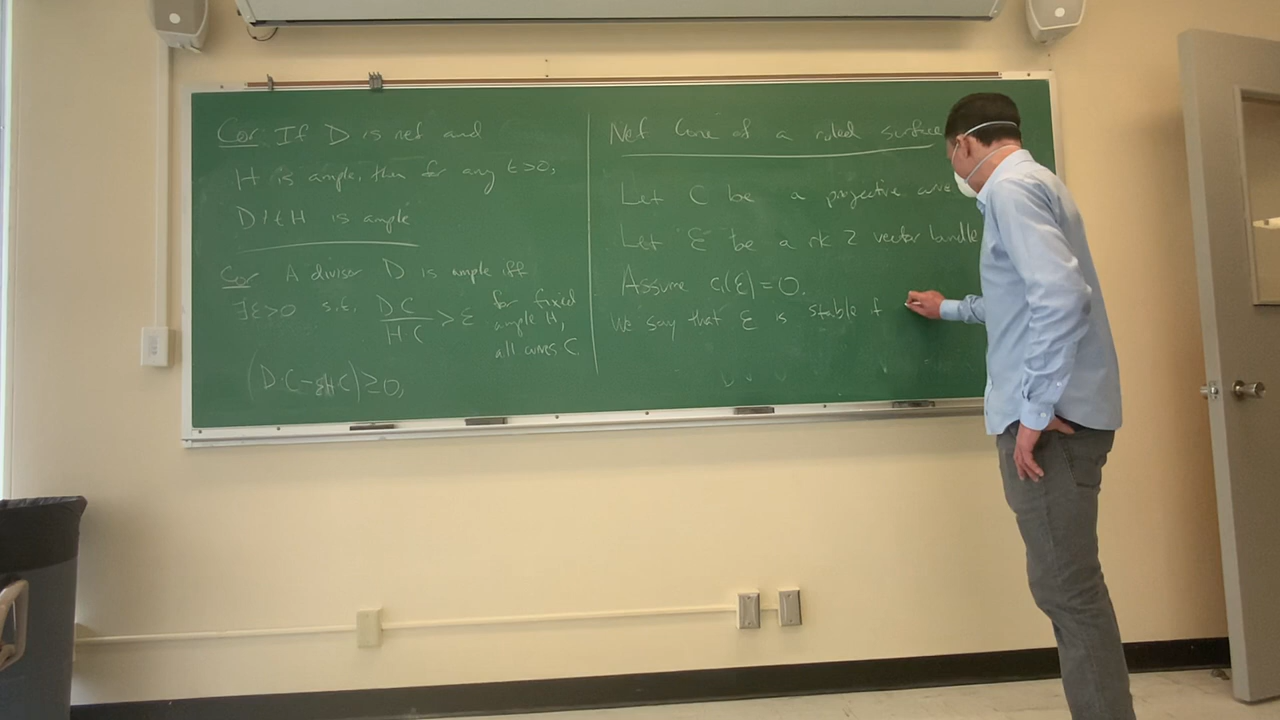 Cor If D is nef and
H is ample, then for any t>0,
D+tH is ample
Cor A divisor D is ample iff
∃ε>0 s.t. D·C/H·C > ε for fixed
ample H,
all curves C.
(D·C-εH·C)≥0,
Nef Cone of a ruled surface
Let C be a projective curve
Let ℰ be a rk 2 vector bundle
Assume c₁(ℰ)=0.
We say that ℰ is stable if